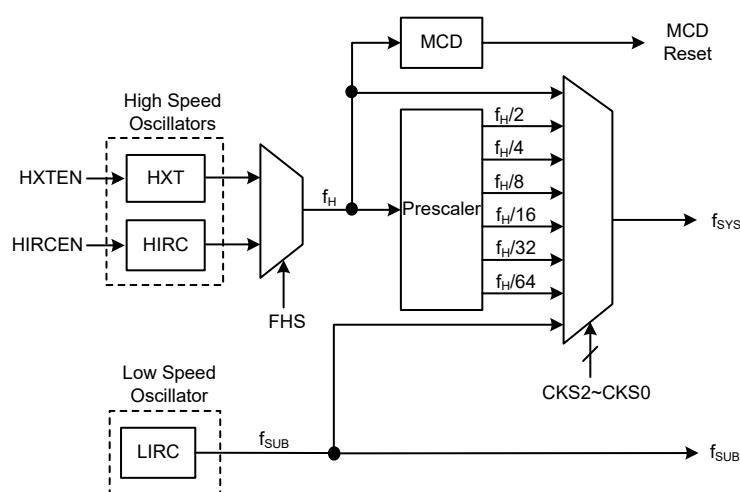 MCD
MCD
Reset
High Speed
Oscillators
HXTEN
HXT
HIRCEN
HIRC
FHS
fH
Prescaler
fH/2
fH/4
fH/8
fH/16
fH/32
fH/64
fSYS
CKS2~CKS0
Low Speed
Oscillator
LIRC
fSUB
fSUB